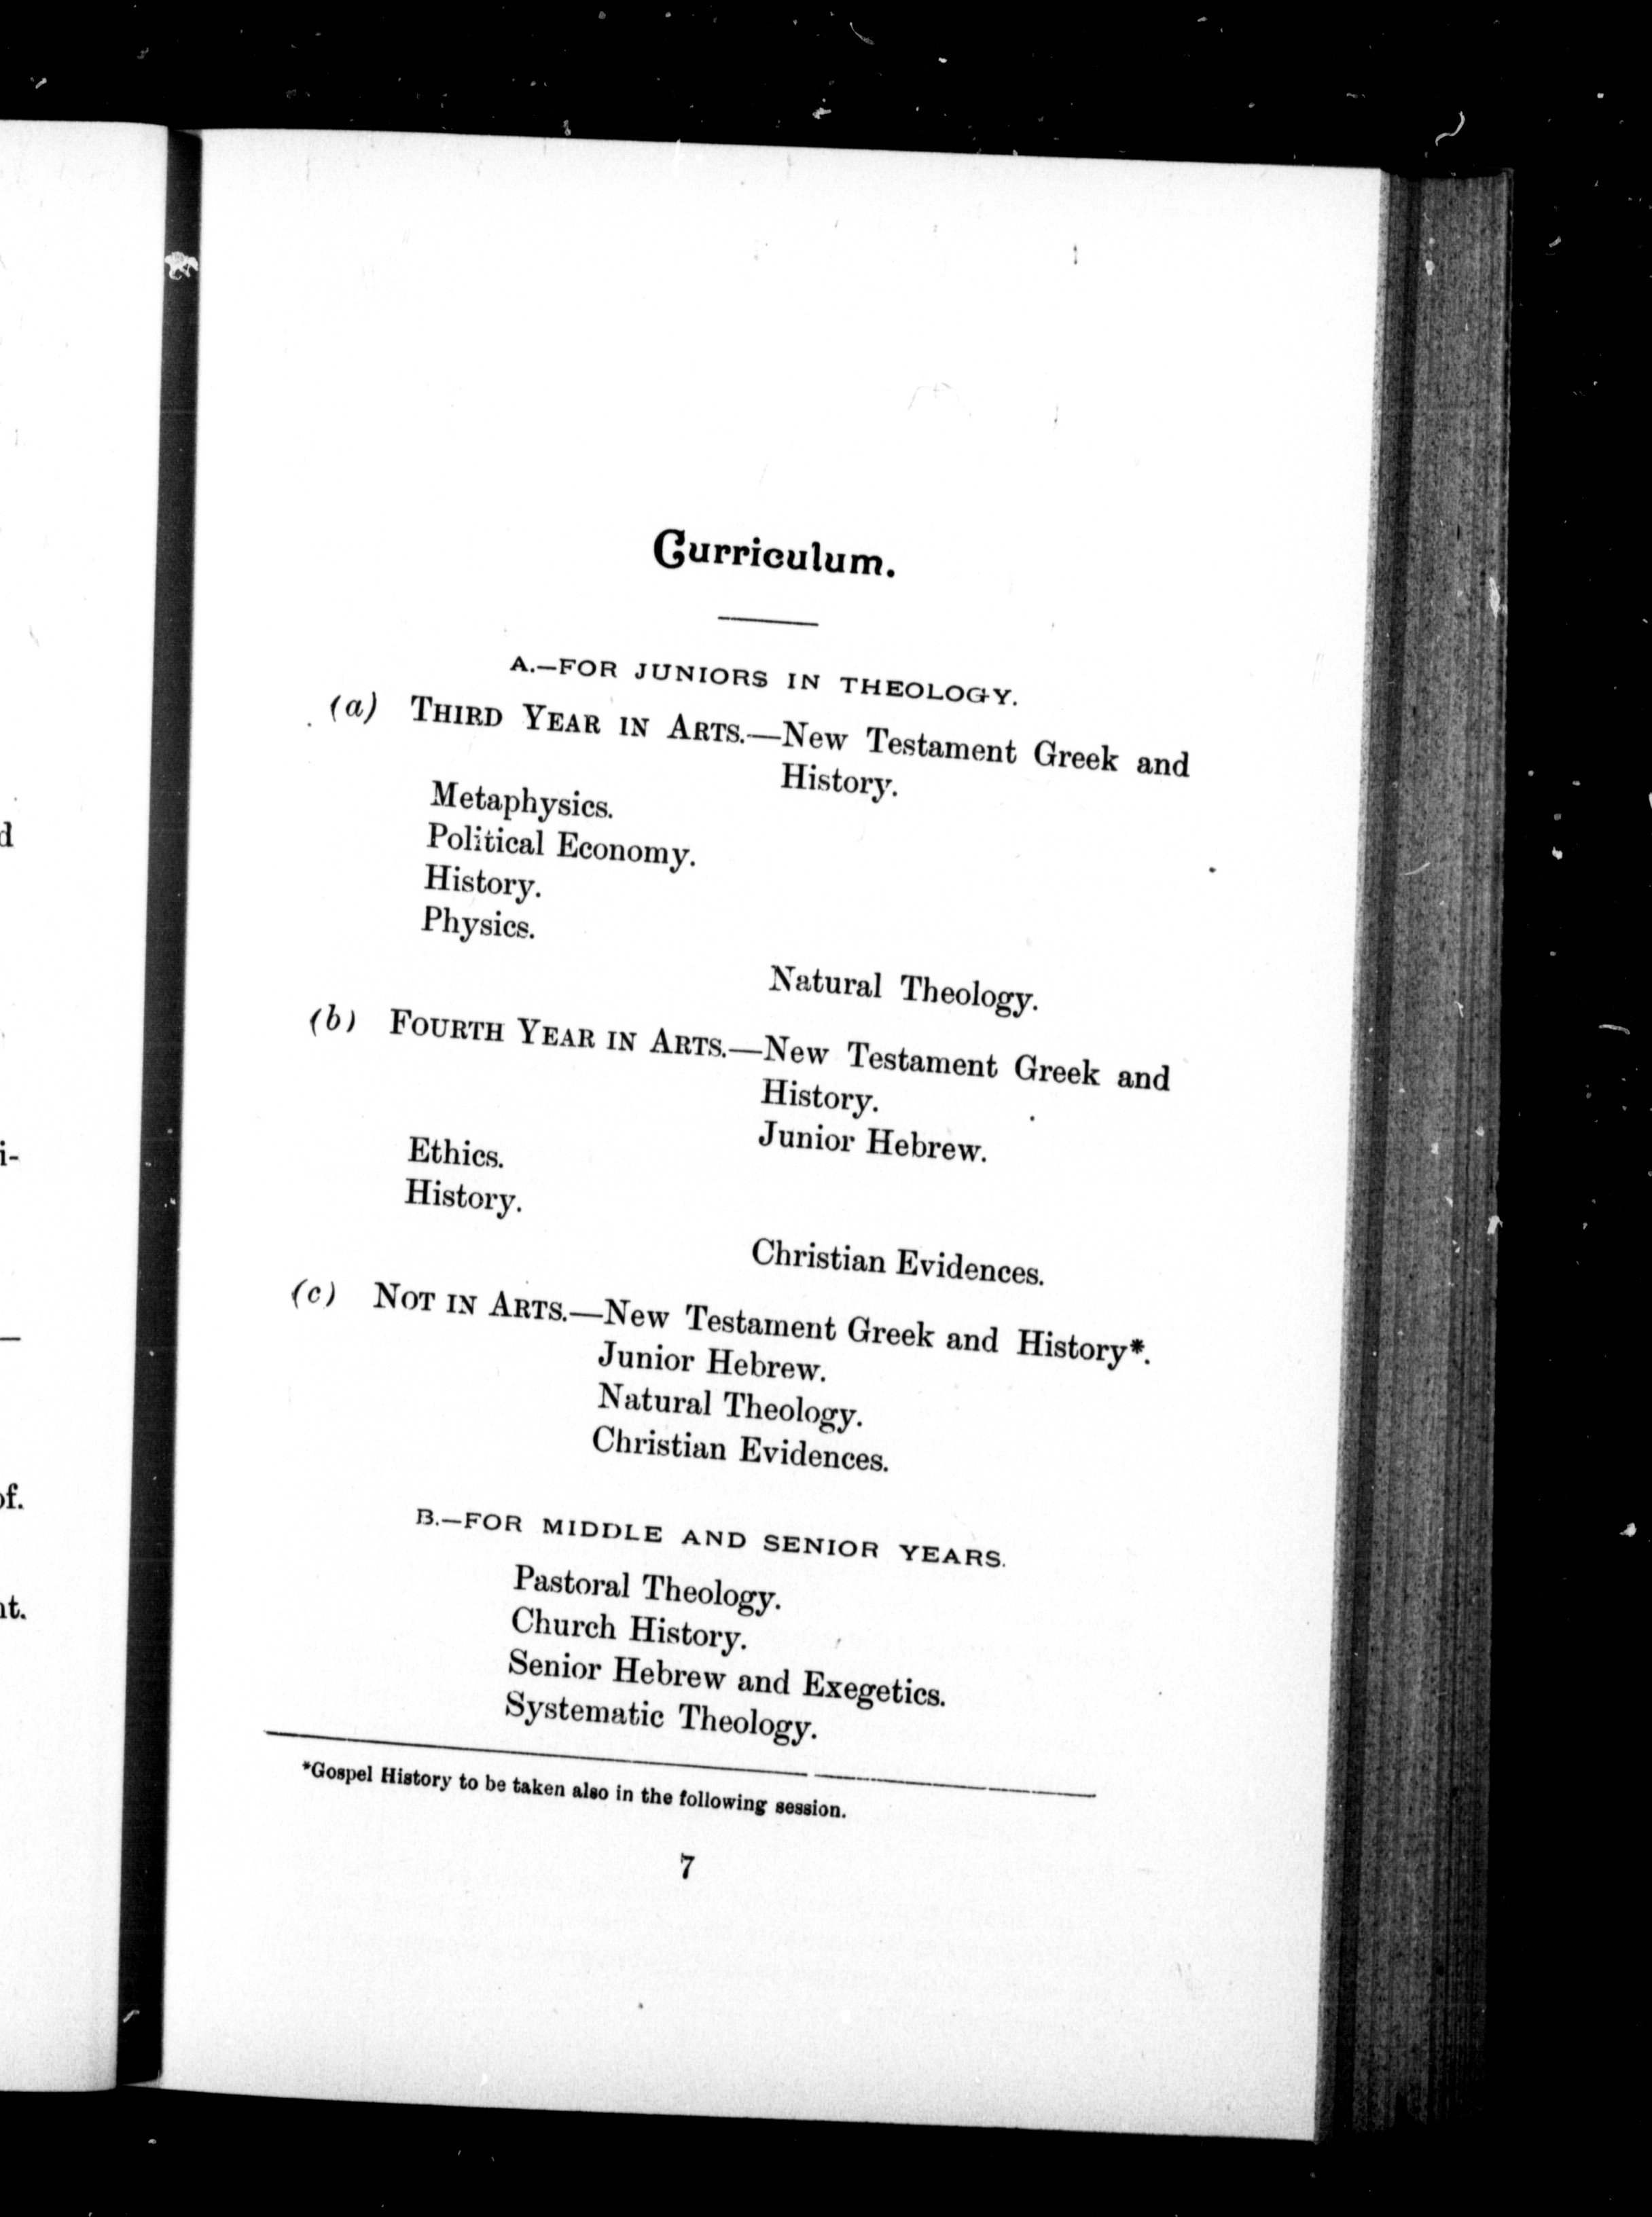 d
i-
—
of.
nt.
Curriculum.
A.—FOR JUNIORS IN THEOLOGY.
(a) THIRD YEAR IN ARTS.—New Testament Greek and
History.
Metaphysics.
Political Economy.
History.
Physics.
Natural Theology.
(b) FOURTH YEAR IN ARTS.—New Testament Greek and
History.
Junior Hebrew.
Ethics.
History.
Christian Evidences.
(c) NOT IN ARTS.—New Testament Greek and History*.
Junior Hebrew.
Natural Theology.
Christian Evidences.
B.—FOR MIDDLE AND SENIOR YEARS.
Pastoral Theology.
Church History.
Senior Hebrew and Exegetics.
Systematic Theology.
*Gospel History to be taken also in the following session.
7